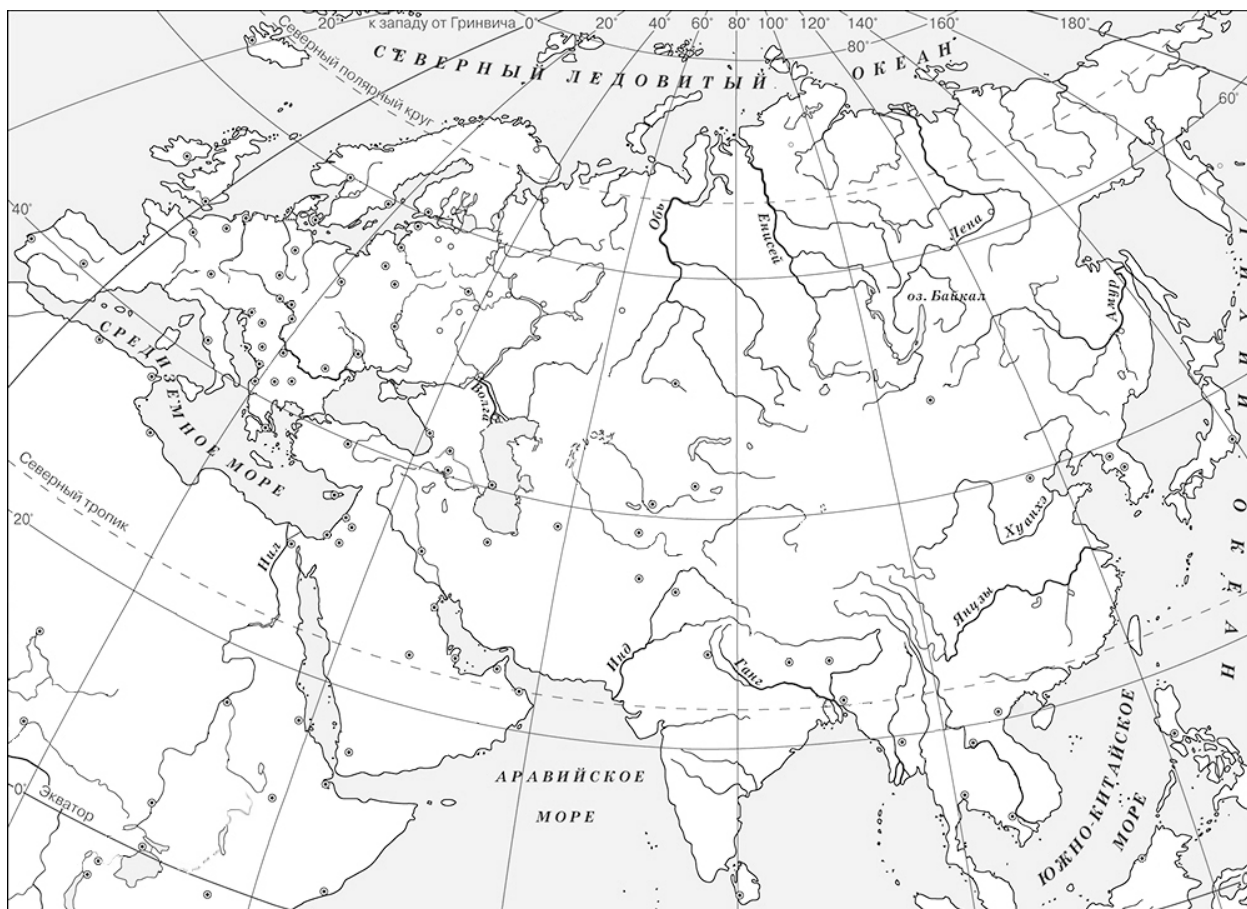 20° к западу от Гринвича 0° 20° 40° 60° 80° 100° 120° 140° 160° 180°
Северный полярный круг
СЕВЕРНЫЙ ЛЕДОВИТЫЙ ОКЕАН
80°
60°
40°
Обь
Енисей
Лена
оз. Байкал
Амур
ТИХИЙ ОКЕАН
СРЕДИЗЕМНОЕ МОРЕ
Волга
Северный тропик
20°
Нил
Хуанхэ
Янцзы
Инд
Ганг
АРАВИЙСКОЕ
МОРЕ
ЮЖНО-КИТАЙСКОЕ
МОРЕ
0°
Экватор